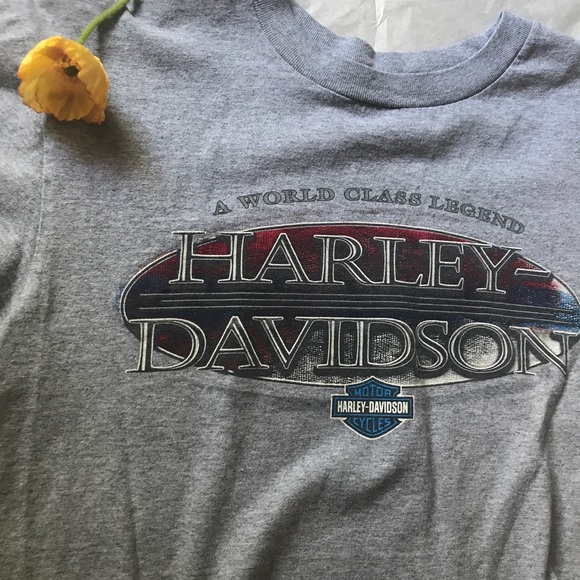 A WORLD CLASS LEGEND
HARLEY-
DAVIDSON
MOTOR
HARLEY-DAVIDSON
CYCLES